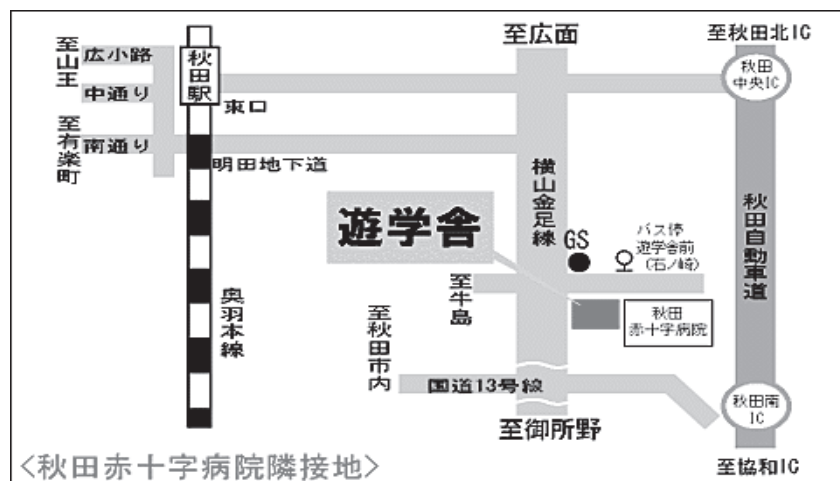 至山王
広小路
中通り
至有楽町
南通り
秋田駅
東口
明田地下道
奥羽本線
至広面
横山金足線
至秋田北IC
秋田
中央IC
秋田自動車道
遊学舎
GS
バス停
遊学舎前
(石ノ崎)
至牛島
秋田
赤十字病院
至秋田市内
国道13号線
秋田南
IC
至御所野
至協和IC
<秋田赤十字病院隣接地>